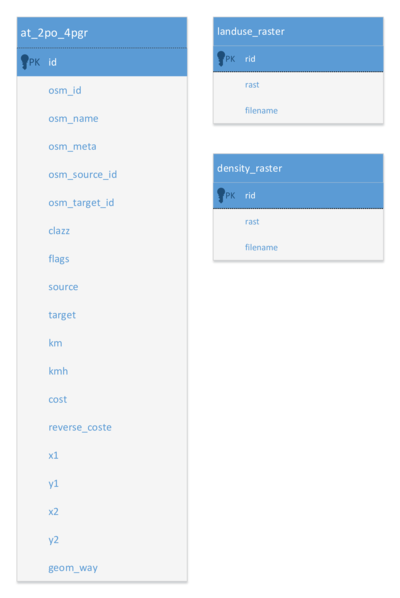 at_2po_4pgr
PK id
osm_id
osm_name
osm_meta
osm_source_id
osm_target_id
clazz
flags
source
target
km
kmh
cost
reverse_coste
x1
y1
x2
y2
geom_way
landuse_raster
PK rid
rast
filename
density_raster
PK rid
rast
filename